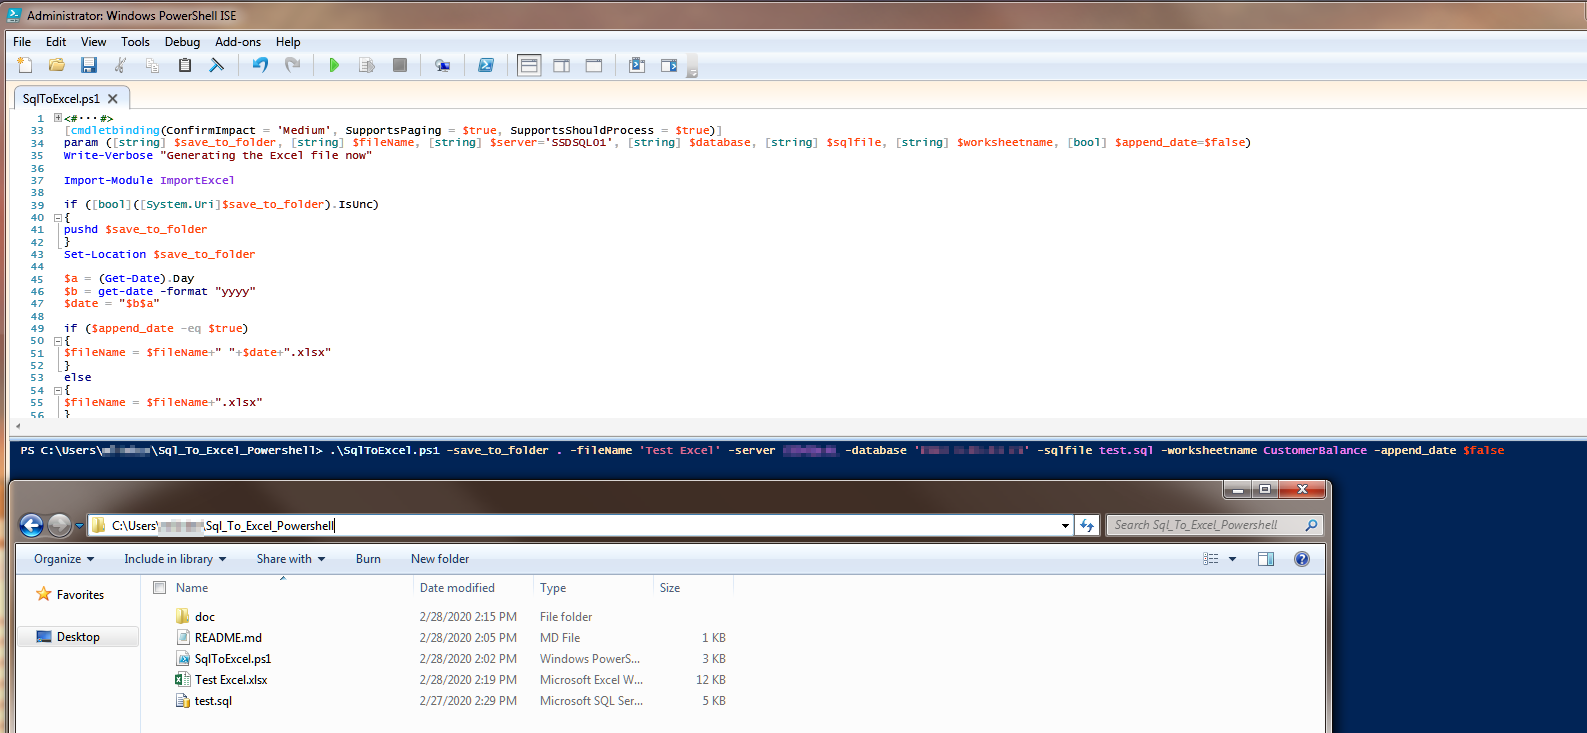 Administrator: Windows PowerShell ISE
File Edit View Tools Debug Add-ons Help
SqlToExcel.ps1
1 <#···#>
33 [cmdletbinding(ConfirmImpact = 'Medium', SupportsPaging = $true, SupportsShouldProcess = $true)]
34 param ([string] $save_to_folder, [string] $fileName, [string] $server='SSDSQL01', [string] $database, [string] $sqlfile, [string] $worksheetname, [bool] $append_date=$false)
35 Write-Verbose "Generating the Excel file now"
36
37 Import-Module ImportExcel
38
39 if ([bool]([System.Uri]$save_to_folder).IsUnc)
40 {
41 pushd $save_to_folder
42 }
43 Set-Location $save_to_folder
44
45 $a = (Get-Date).Day
46 $b = get-date -format "yyyy"
47 $date = "$b$a"
48
49 if ($append_date -eq $true)
50 {
51 $fileName = $fileName+" "+$date+".xlsx"
52 }
53 else
54 {
55 $fileName = $fileName+".xlsx"
56 }
PS C:\Users\ \Sql_To_Excel_Powershell> .\SqlToExcel.ps1 -save_to_folder . -fileName 'Test Excel' -server -database ' ' -sqlfile test.sql -worksheetname CustomerBalance -append_date $false
C:\Users\ \Sql_To_Excel_Powershell
Search Sql_To_Excel_Powershell
Organize Include in library Share with Burn New folder
Favorites
Desktop
Name Date modified Type Size
doc 2/28/2020 2:15 PM File folder
README.md 2/28/2020 2:05 PM MD File 1 KB
SqlToExcel.ps1 2/28/2020 2:02 PM Windows PowerS... 3 KB
Test Excel.xlsx 2/28/2020 2:19 PM Microsoft Excel W... 12 KB
test.sql 2/27/2020 2:29 PM Microsoft SQL Ser... 5 KB